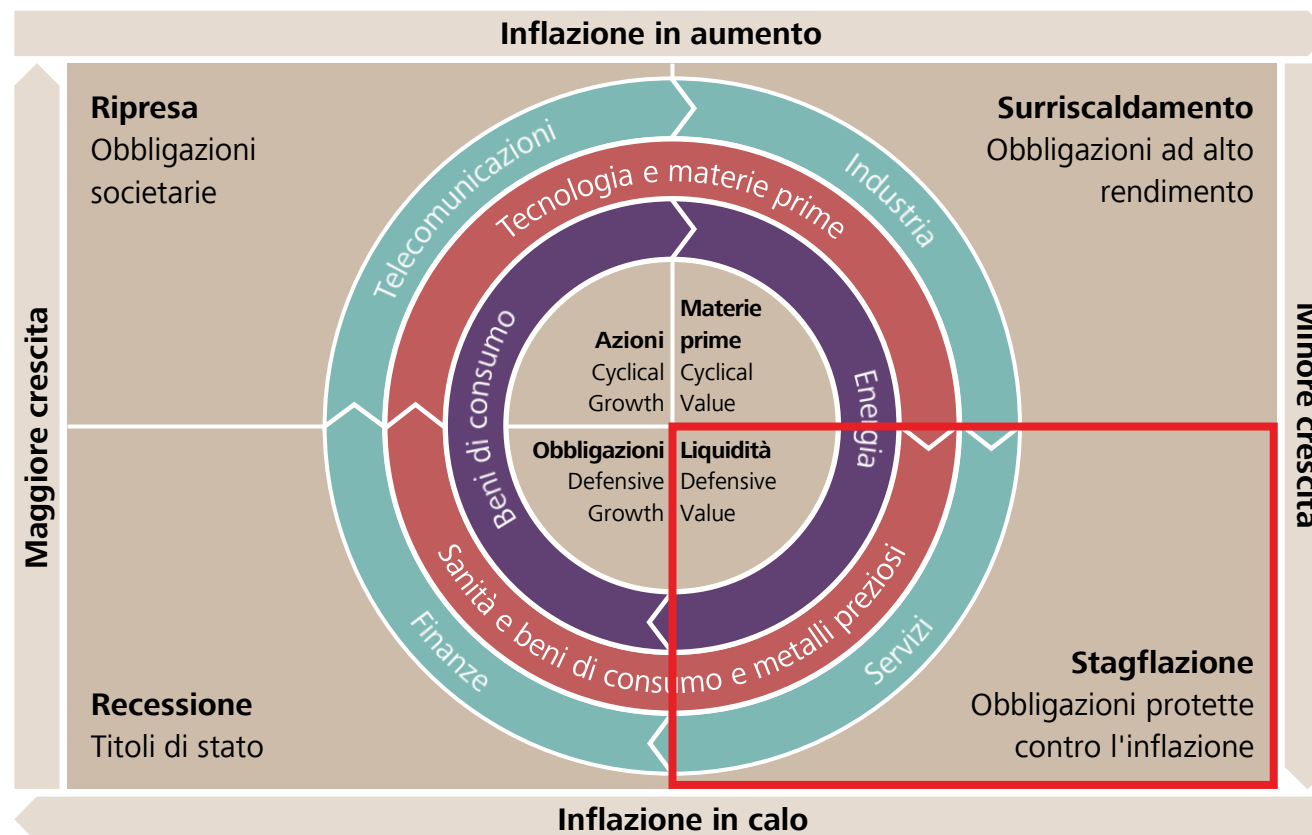 Inflazione in aumento
Ripresa
Obbligazioni
societarie
Surriscaldamento
Obbligazioni ad alto
rendimento
Maggiore crescita
Minore crescita
Telecomunicazioni
Industria
Tecnologia e materie prime
Beni di consumo
Energia
Azioni
Cyclical
Growth
Materie
prime
Cyclical
Value
Obbligazioni
Defensive
Growth
Liquidità
Defensive
Value
Sanità e beni di consumo e metalli preziosi
Finanze
Servizi
Recessione
Titoli di stato
Stagflazione
Obbligazioni protette
contro l'inflazione
Inflazione in calo